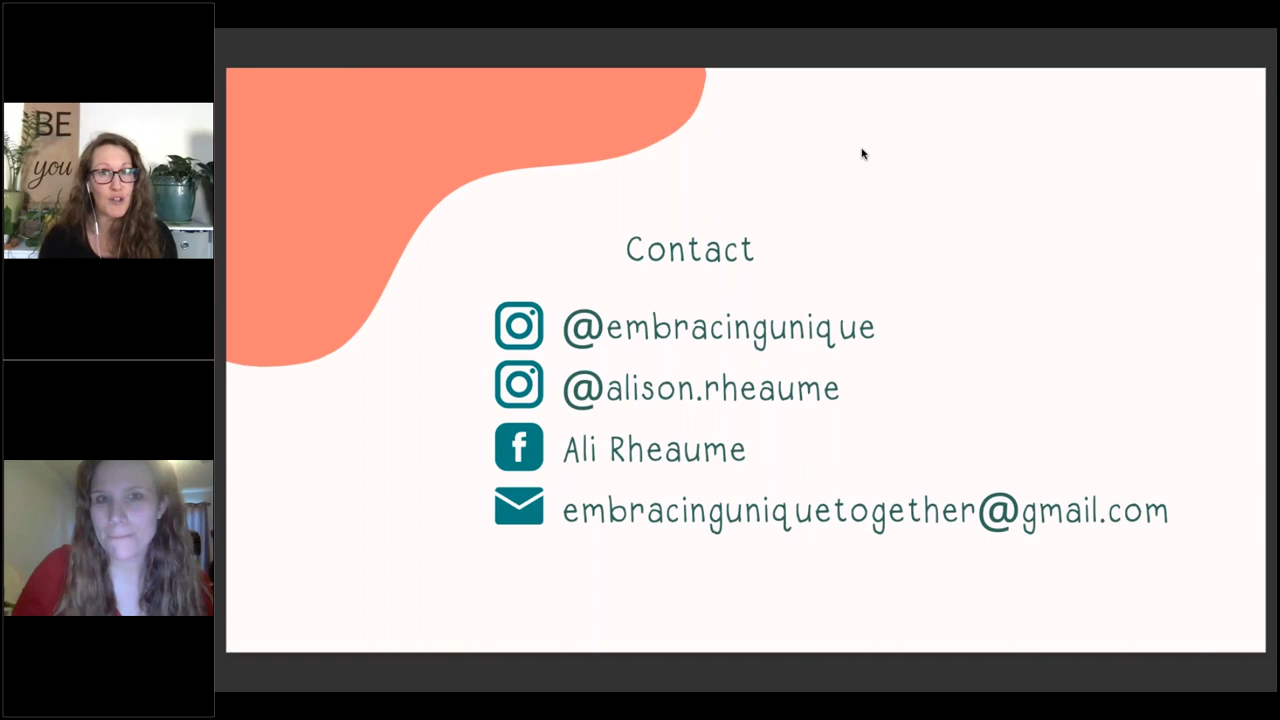 BE
you
Contact
@embracingunique
@alison.rheaume
f Ali Rheaume
embracinguniquetogether@gmail.com